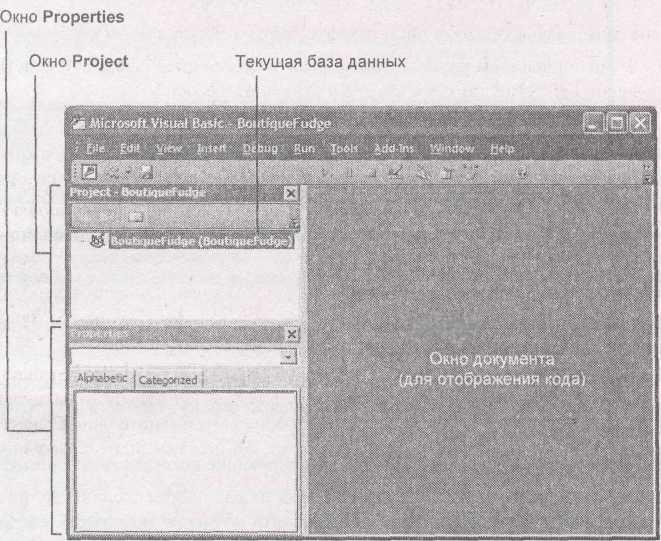 Окно Properties
Окно Project
Текущая база данных
Microsoft Visual Basic - BoutiqueFudge
File Edit View Insert Debug Run Tools Add-Ins Window Help
Project - BoutiqueFudge
BoutiqueFudge (BoutiqueFudge)
Properties
Alphabetic Categorized
Окно документа
(для отображения кода)